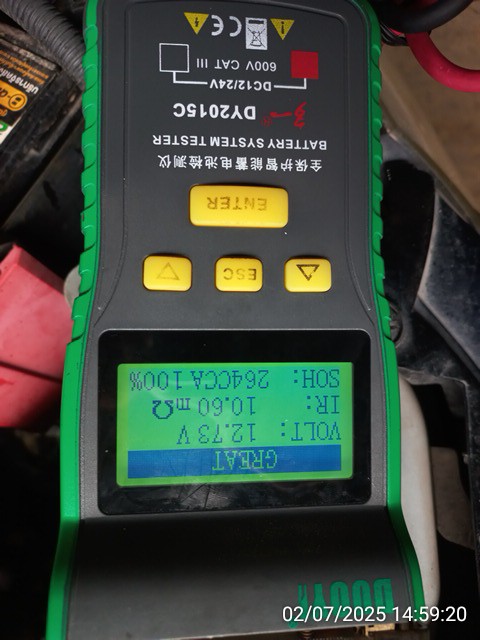 GREAT
VOLT: 12.73 V
IR: 10.60 mΩ
SOH: 264CCA 100%
ESC
ENTER
全保护智能蓄电池检测仪
BATTERY SYSTEM TESTER
DY2015C
DC12/24V
600V CAT III
CE
02/07/2025 14:59:20